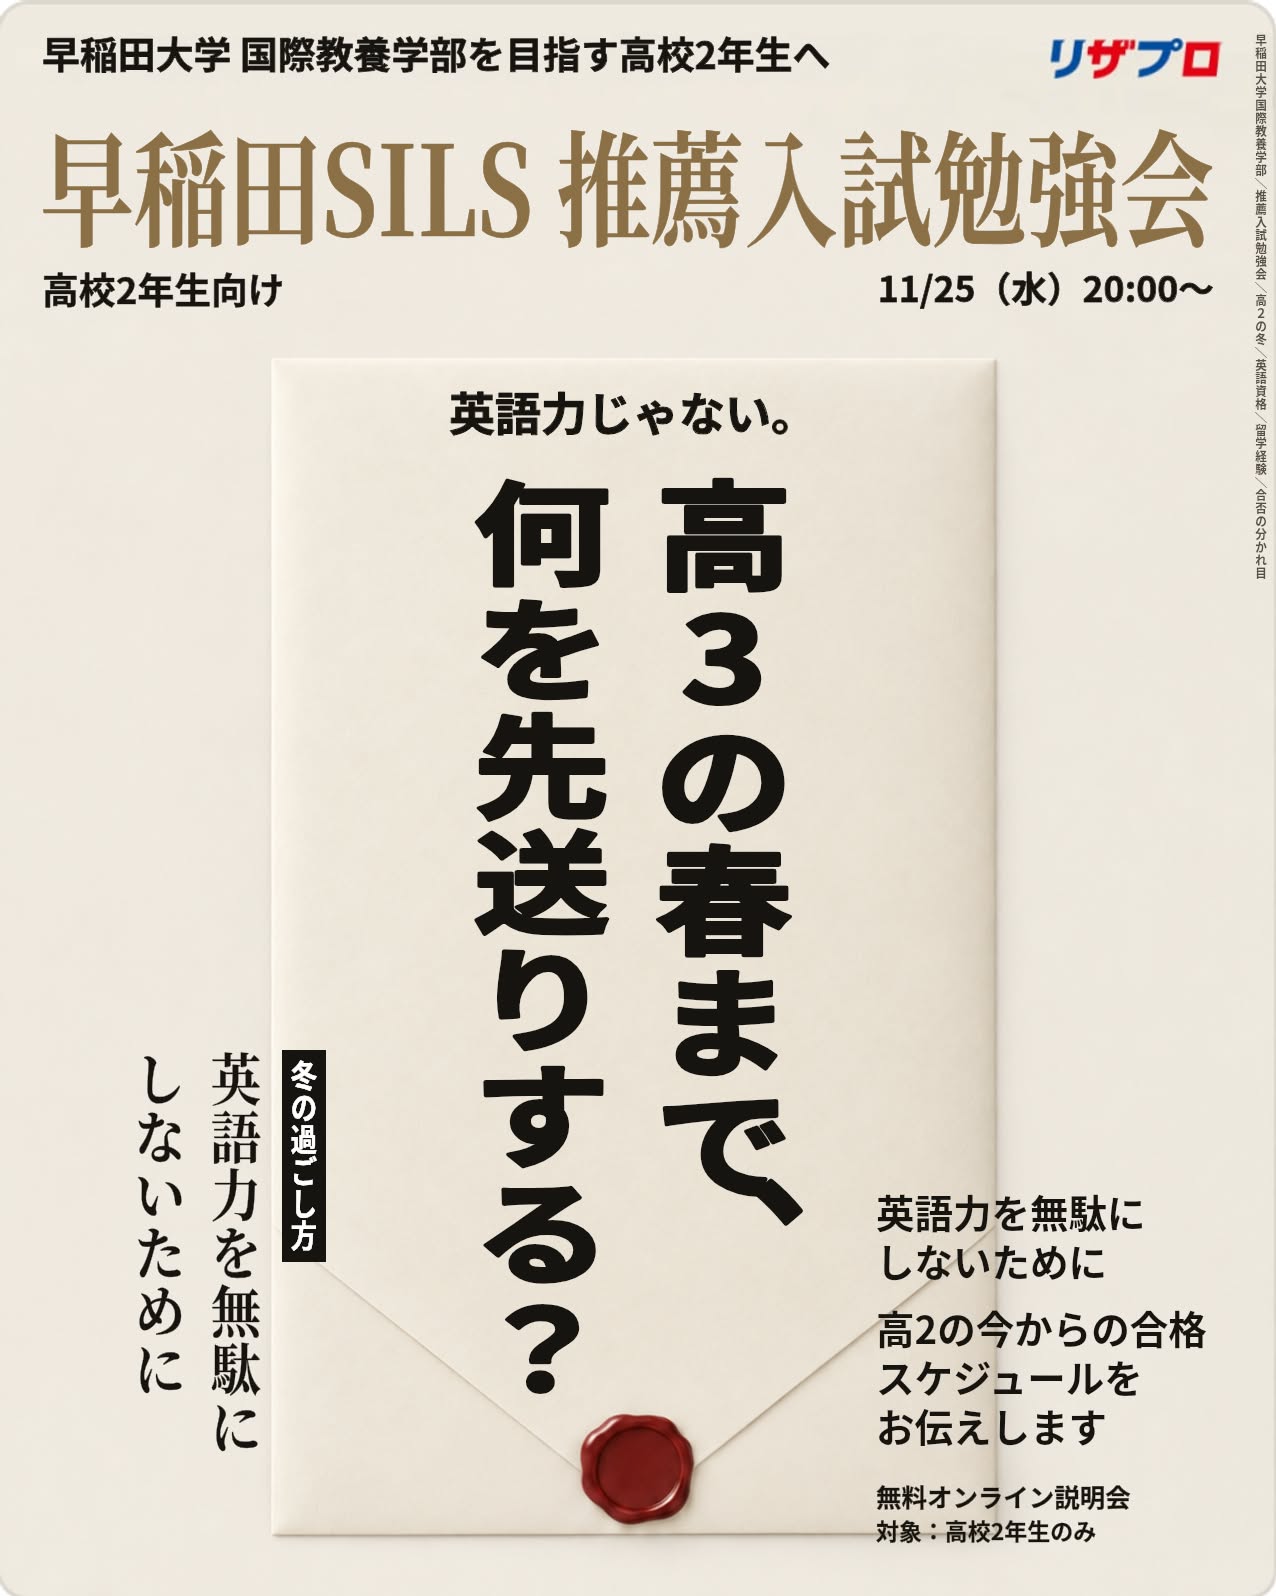 早稲田大学 国際教養学部を目指す高校2年生へ
リザプロ
早稲田SILS 推薦入試勉強会
高校2年生向け
11/25（水）20:00〜
早稲田大学国際教養学部／推薦入試勉強会／高2の冬／英語資格／留学経験／合否の分かれ目
英語力じゃない。
高3の春まで、
何を先送りする？
冬の過ごし方
英語力を無駄に
しないために
英語力を無駄に
しないために
高2の今からの合格
スケジュールを
お伝えします
無料オンライン説明会
対象：高校2年生のみ